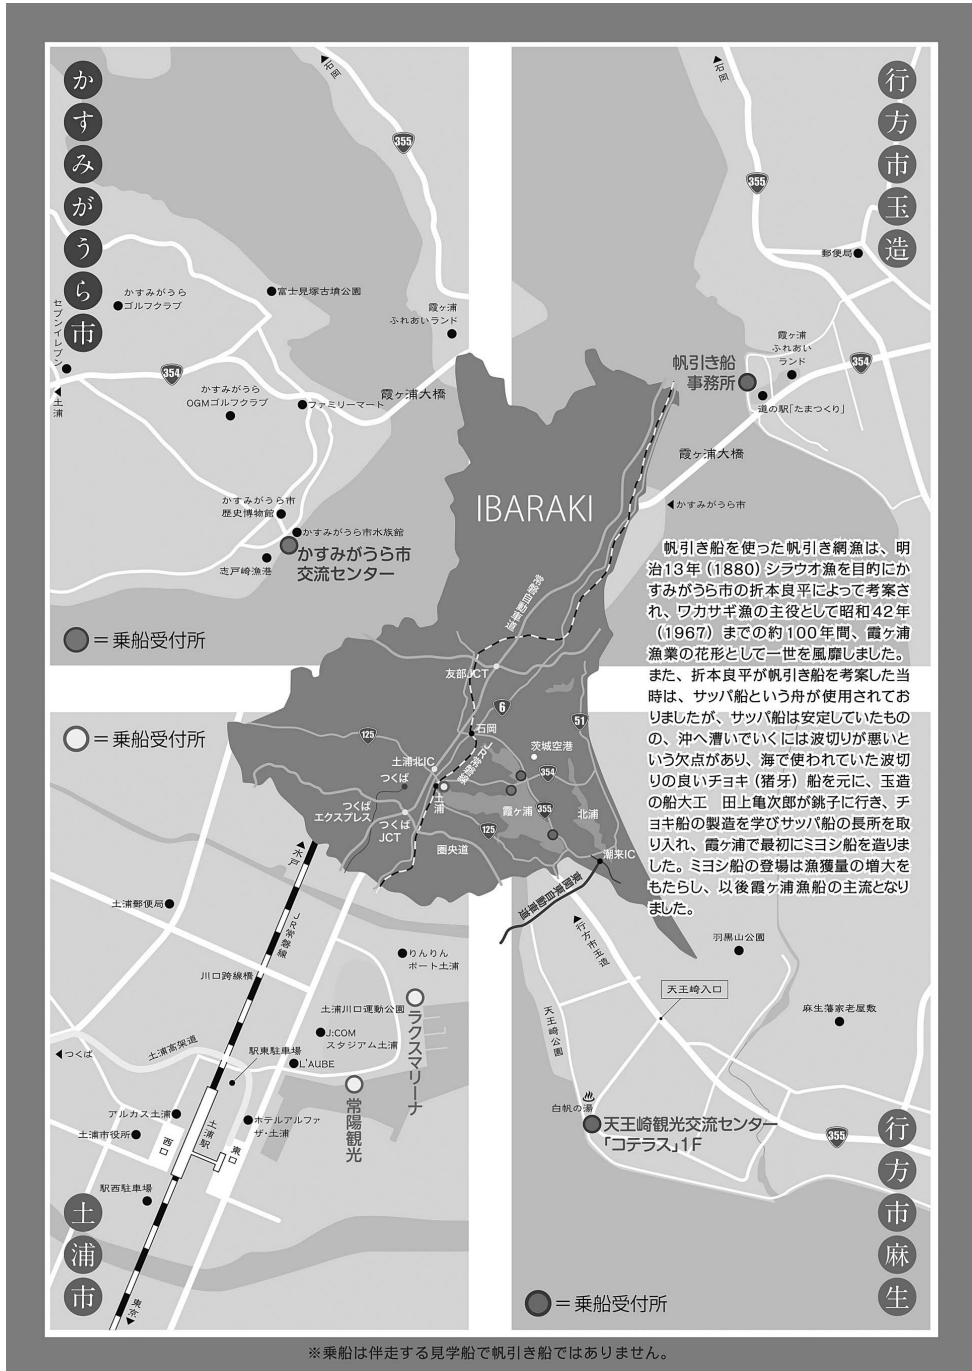 かすみがうら市
石岡
355
富士見塚古墳公園
かすみがうら
ゴルフクラブ
セブンイレブン
霞ヶ浦
ふれあいランド
354
土浦
かすみがうら
OGMゴルフクラブ
ファミリーマート
霞ヶ浦大橋
かすみがうら市
歴史博物館
かすみがうら市水族館
志戸崎漁港
かすみがうら市
交流センター
=乗船受付所
行方市玉造
石岡
355
郵便局
霞ヶ浦
ふれあい
ランド
354
帆引き船
事務所
道の駅「たまつくり」
霞ヶ浦大橋
かすみがうら市
IBARAKI
常磐自動車道
友部JCT
6
51
125
石岡
茨城空港
JR常磐線
土浦北IC
つくば
354
土浦
つくば
エクスプレス
霞ヶ浦
355
北浦
つくば
JCT
125
圏央道
潮来IC
東関東自動車道
帆引き船を使った帆引き網漁は、明
治13年(1880)シラウオ漁を目的にか
すみがうら市の折本良平によって考案さ
れ、ワカサギ漁の主役として昭和42年
(1967)までの約100年間、霞ヶ浦
漁業の花形として一世を風靡しました。
また、折本良平が帆引き船を考案した当
時は、サッパ船という舟が使用されてお
りましたが、サッパ船は安定していたもの
の、沖へ漕いでいくには波切りが悪いと
いう欠点があり、海で使われていた波切
りの良いチョキ(猪牙)船を元に、玉造
の船大工 田上亀次郎が銚子に行き、チ
ョキ船の製造を学びサッパ船の長所を取
り入れ、霞ヶ浦で最初にミヨシ船を造りま
した。ミヨシ船の登場は漁獲量の増大を
もたらし、以後霞ヶ浦漁船の主流となり
ました。
=乗船受付所
水戸
土浦郵便局
JR常磐線
りんりん
ポート土浦
川口跨線橋
土浦川口運動公園
J:COM
スタジアム土浦
ラクスマリーナ
土浦高架道
つくば
駅東駐車場
L'AUBE
常陽観光
アルカス土浦
土浦市役所
西口
土浦駅
東口
ホテルアルファ
ザ・土浦
駅西駐車場
土浦市
東京
行方市玉造
羽黒山公園
天王崎入口
麻生藩家老屋敷
天王崎公園
白帆の湯
天王崎観光交流センター
「コテラス」1F
355
行方市麻生
=乗船受付所
※乗船は伴走する見学船で帆引き船ではありません。